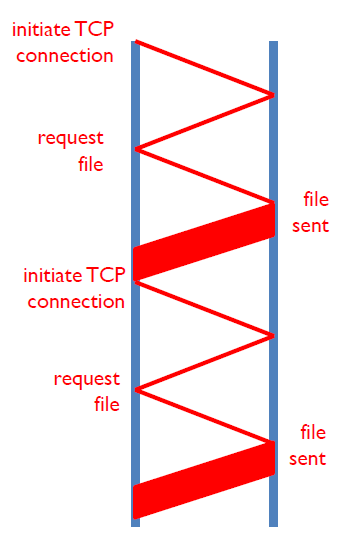 initiate TCP
connection
request
file
file
sent
initiate TCP
connection
request
file
file
sent